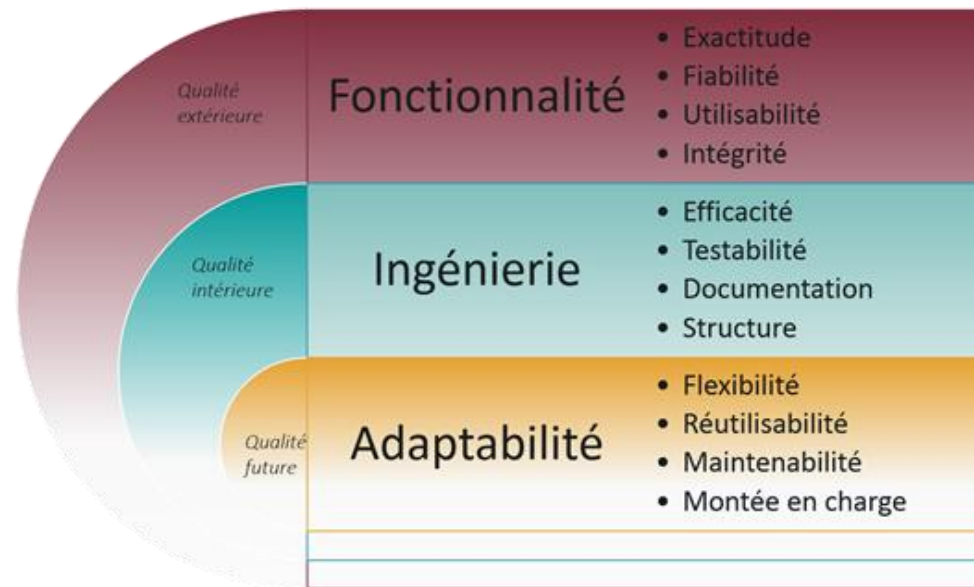 Qualité
extérieure
Fonctionnalité
• Exactitude
• Fiabilité
• Utilisabilité
• Intégrité
Qualité
intérieure
Ingénierie
• Efficacité
• Testabilité
• Documentation
• Structure
Qualité
future
Adaptabilité
• Flexibilité
• Réutilisabilité
• Maintenabilité
• Montée en charge